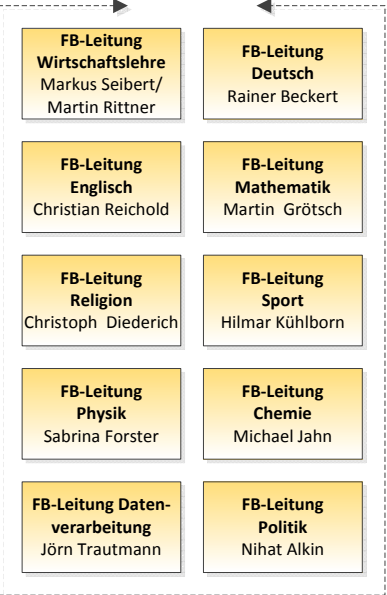 FB-Leitung
Wirtschaftslehre
Markus Seibert/
Martin Rittner
FB-Leitung
Deutsch
Rainer Beckert
FB-Leitung
Englisch
Christian Reichold
FB-Leitung
Mathematik
Martin  Grötsch
FB-Leitung
Religion
Christoph  Diederich
FB-Leitung
Sport
Hilmar Kühlborn
FB-Leitung
Physik
Sabrina Forster
FB-Leitung
Chemie
Michael Jahn
FB-Leitung Daten-
verarbeitung
Jörn Trautmann
FB-Leitung
Politik
Nihat Alkin